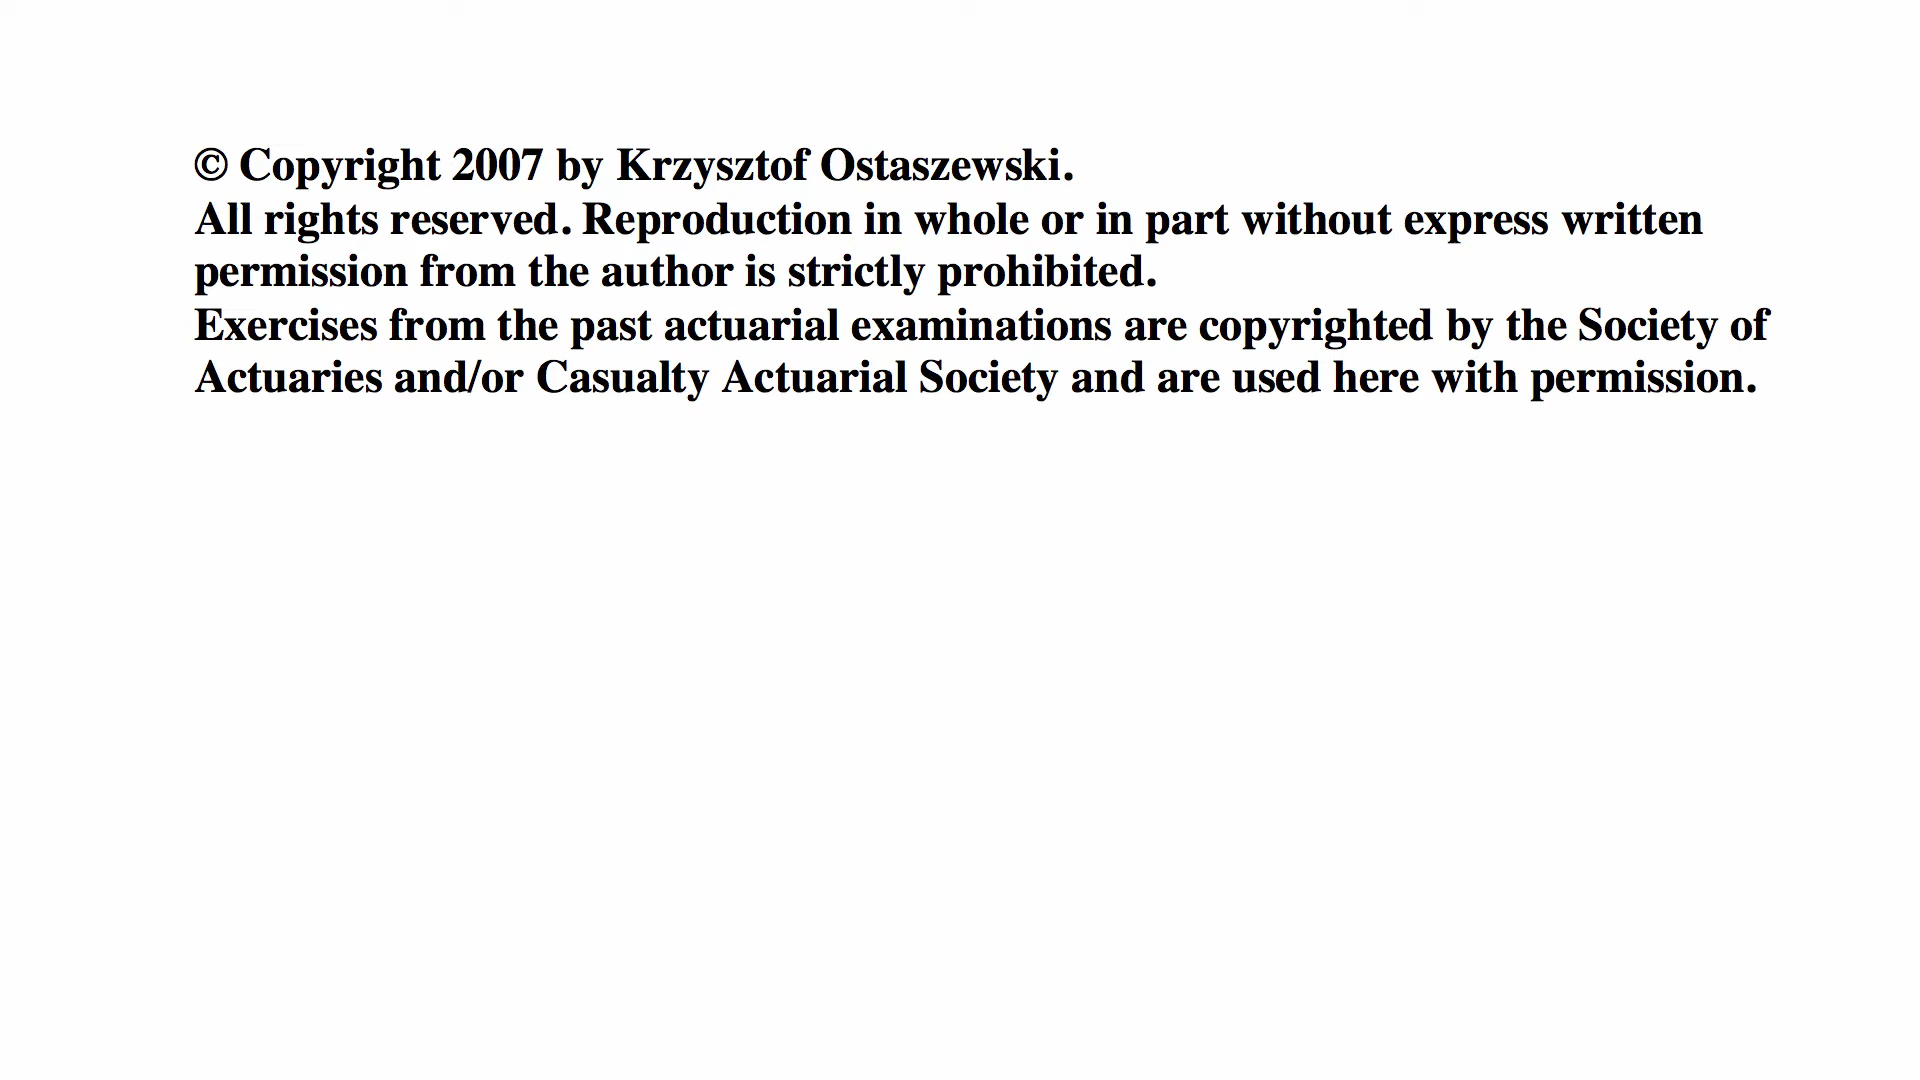 © Copyright 2007 by Krzysztof Ostaszewski.
All rights reserved. Reproduction in whole or in part without express written
permission from the author is strictly prohibited.
Exercises from the past actuarial examinations are copyrighted by the Society of
Actuaries and/or Casualty Actuarial Society and are used here with permission.